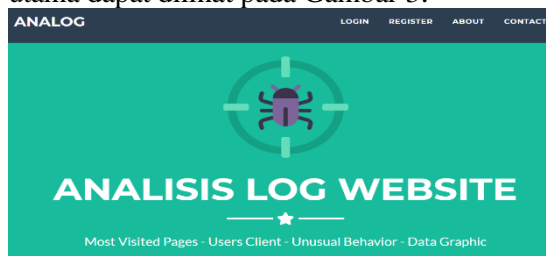 utama dapat dilihat pada Gambar 3.
ANALOG LOGIN REGISTER ABOUT CONTACT
ANALISIS LOG WEBSITE
Most Visited Pages - Users Client - Unusual Behavior - Data Graphic